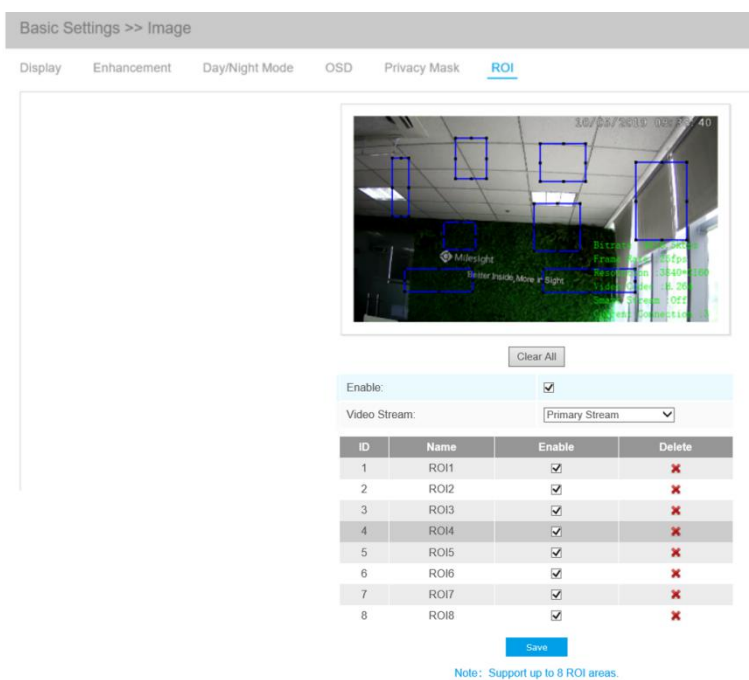 Basic Settings >> Image
Display Enhancement Day/Night Mode OSD Privacy Mask ROI
40
Milesight
Better Inside, More in Sight
Clear All
Enable:
Video Stream: Primary Stream
ID Name Enable Delete
1 ROI1
2 ROI2
3 ROI3
4 ROI4
5 ROI5
6 ROI6
7 ROI7
8 ROI8
Save
Note: Support up to 8 ROI areas.